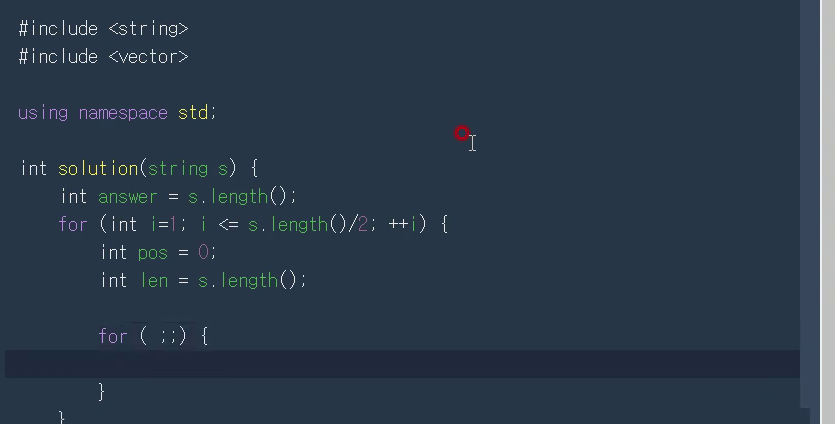 #include <string>
#include <vector>
using namespace std;
int solution(string s) {
int answer = s.length();
for (int i=1; i <= s.length()/2; ++i) {
int pos = 0;
int len = s.length();
for ( ;;) {
}
}